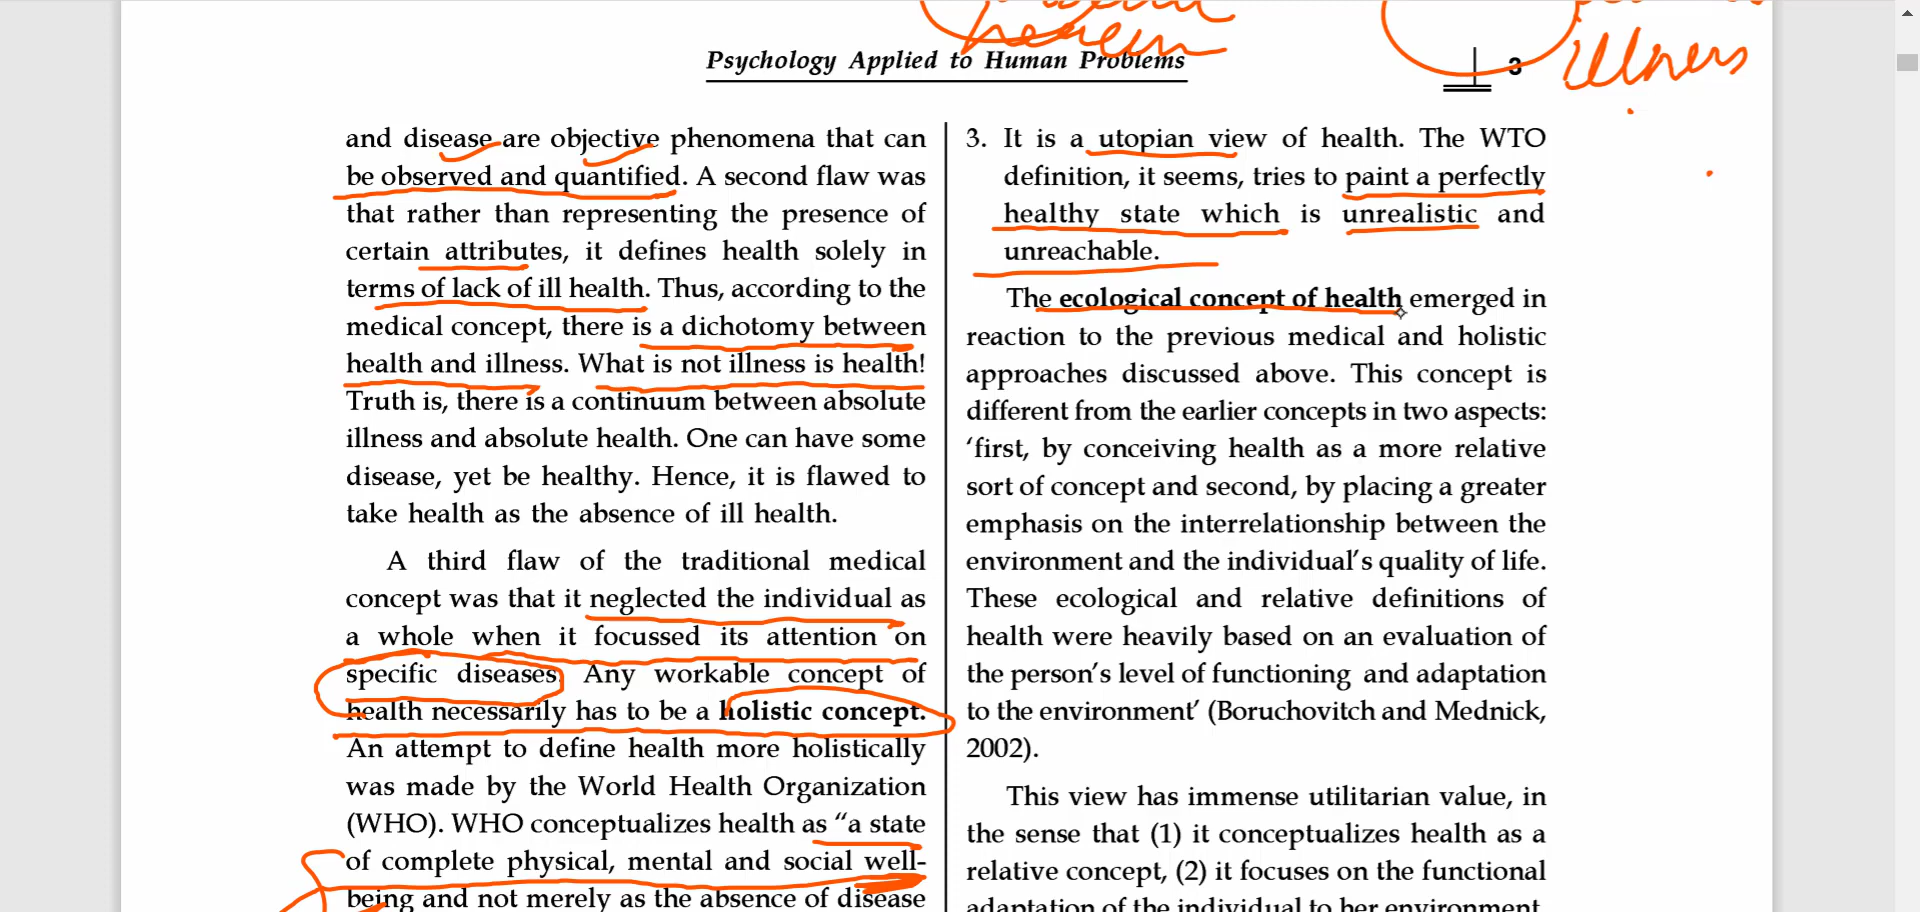 Psychology Applied to Human Problems
3
illness
and disease are objective phenomena that can
be observed and quantified. A second flaw was
that rather than representing the presence of
certain attributes, it defines health solely in
terms of lack of ill health. Thus, according to the
medical concept, there is a dichotomy between
health and illness. What is not illness is health!
Truth is, there is a continuum between absolute
illness and absolute health. One can have some
disease, yet be healthy. Hence, it is flawed to
take health as the absence of ill health.
A third flaw of the traditional medical
concept was that it neglected the individual as
a whole when it focussed its attention on
specific diseases. Any workable concept of
health necessarily has to be a holistic concept.
An attempt to define health more holistically
was made by the World Health Organization
(WHO). WHO conceptualizes health as “a state
of complete physical, mental and social well-
being and not merely as the absence of disease
3. It is a utopian view of health. The WTO
definition, it seems, tries to paint a perfectly
healthy state which is unrealistic and
unreachable.
The ecological concept of health emerged in
reaction to the previous medical and holistic
approaches discussed above. This concept is
different from the earlier concepts in two aspects:
‘first, by conceiving health as a more relative
sort of concept and second, by placing a greater
emphasis on the interrelationship between the
environment and the individual’s quality of life.
These ecological and relative definitions of
health were heavily based on an evaluation of
the person’s level of functioning and adaptation
to the environment’ (Boruchovitch and Mednick,
2002).
This view has immense utilitarian value, in
the sense that (1) it conceptualizes health as a
relative concept, (2) it focuses on the functional
adaptation of the individual to her environment,